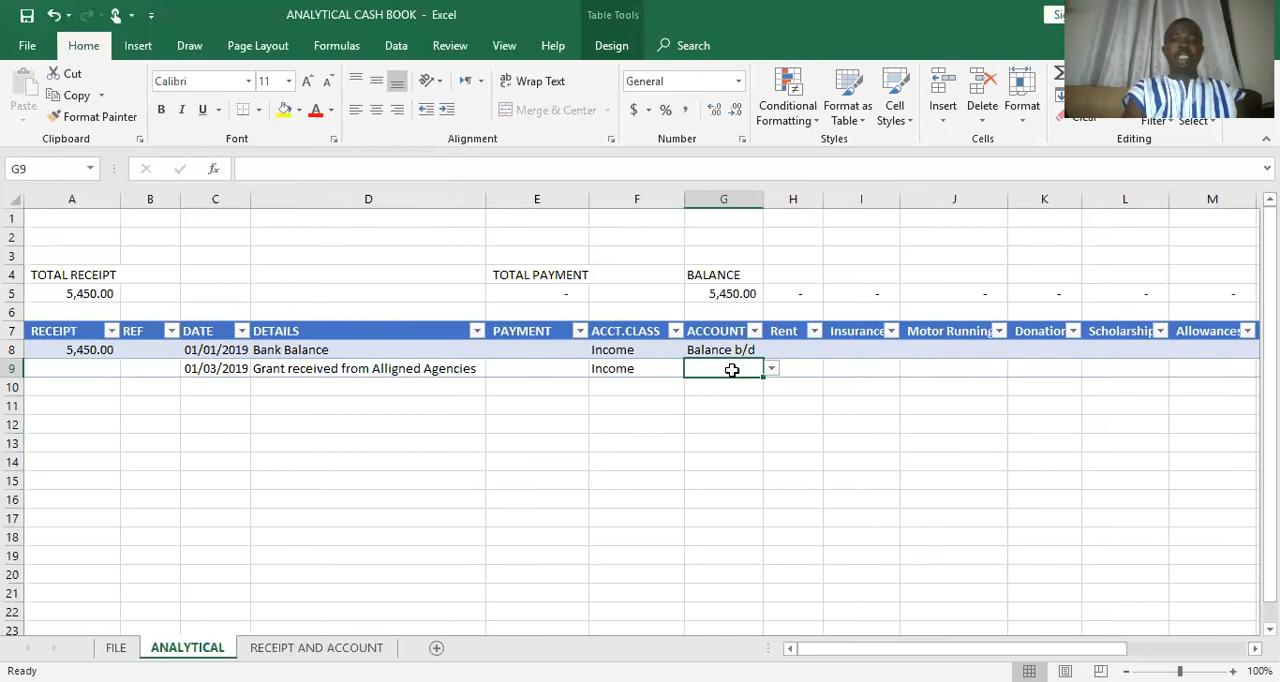 ANALYTICAL CASH BOOK - Excel
Table Tools
File Home Insert Draw Page Layout Formulas Data Review View Help Design Search
Paste
Cut
Copy
Format Painter
Clipboard
Calibri 11
B I U
Font
Wrap Text
Merge & Center
Alignment
General
$ % ,
Number
Conditional Formatting
Format as Table
Cell Styles
Styles
Insert Delete Format
Cells
Clear
Filter
Select
Editing
G9
A B C D E F G H I J K L M
1
2
3
4 TOTAL RECEIPT TOTAL PAYMENT BALANCE
5 5,450.00 - 5,450.00 - - - - - -
6
7 RECEIPT REF DATE DETAILS PAYMENT ACCT.CLASS ACCOUNT Rent Insurance Motor Running Donation Scholarship Allowances
8 5,450.00 01/01/2019 Bank Balance Income Balance b/d
9 01/03/2019 Grant received from Alligned Agencies Income
10
11
12
13
14
15
16
17
18
19
20
21
22
23
FILE ANALYTICAL RECEIPT AND ACCOUNT
Ready
100%